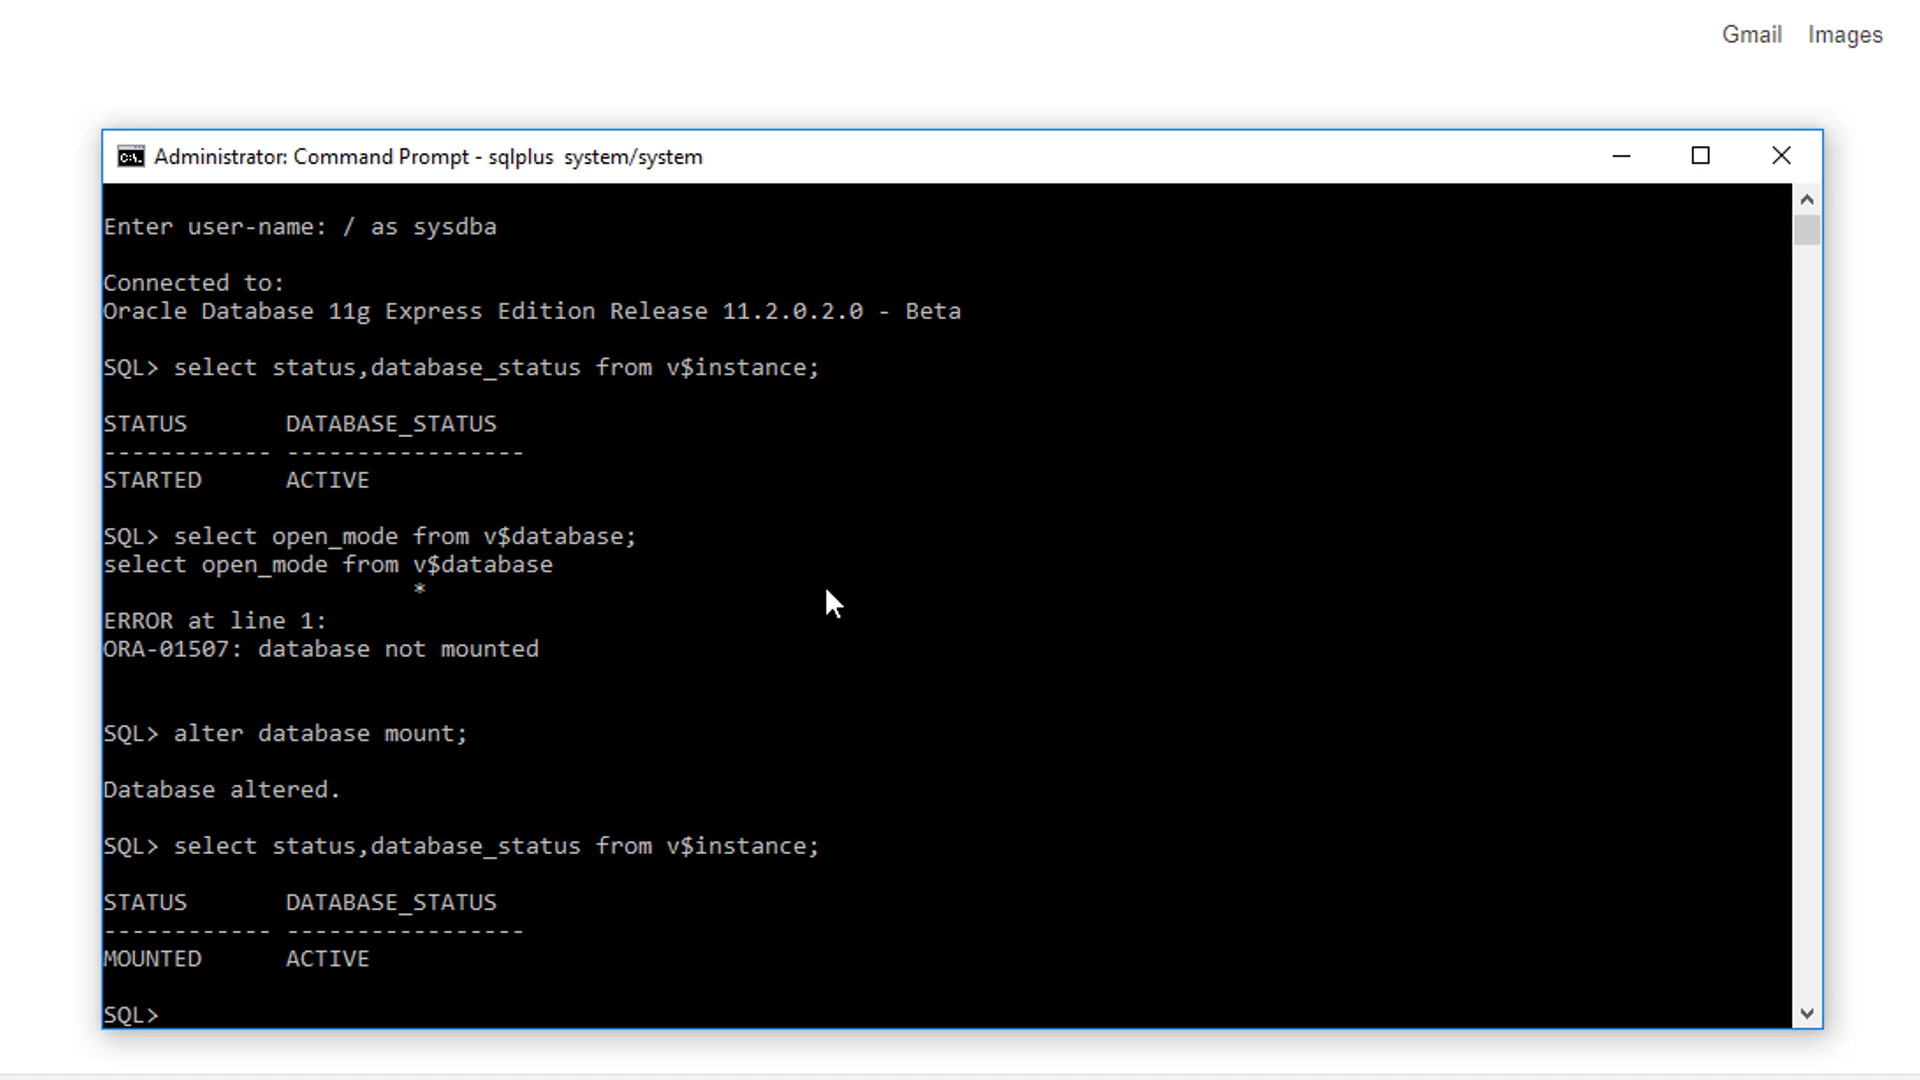 Gmail Images
Administrator: Command Prompt - sqlplus  system/system
Enter user-name: / as sysdba
Connected to:
Oracle Database 11g Express Edition Release 11.2.0.2.0 - Beta
SQL> select status,database_status from v$instance;
STATUS       DATABASE_STATUS
------------ -----------------
STARTED      ACTIVE
SQL> select open_mode from v$database;
select open_mode from v$database
                      *
ERROR at line 1:
ORA-01507: database not mounted
SQL> alter database mount;
Database altered.
SQL> select status,database_status from v$instance;
STATUS       DATABASE_STATUS
------------ -----------------
MOUNTED      ACTIVE
SQL>